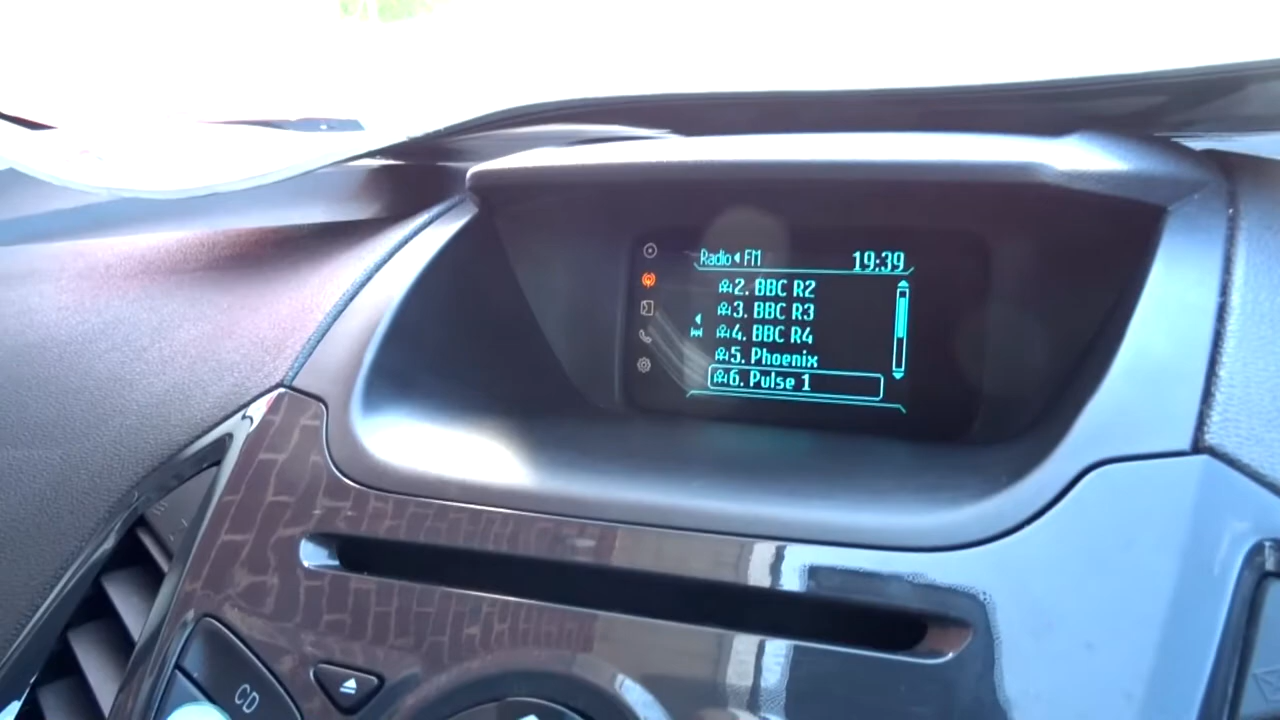 Radio FM 19:39
2. BBC R2
3. BBC R3
4. BBC R4
5. Phoenix
6. Pulse 1
CD